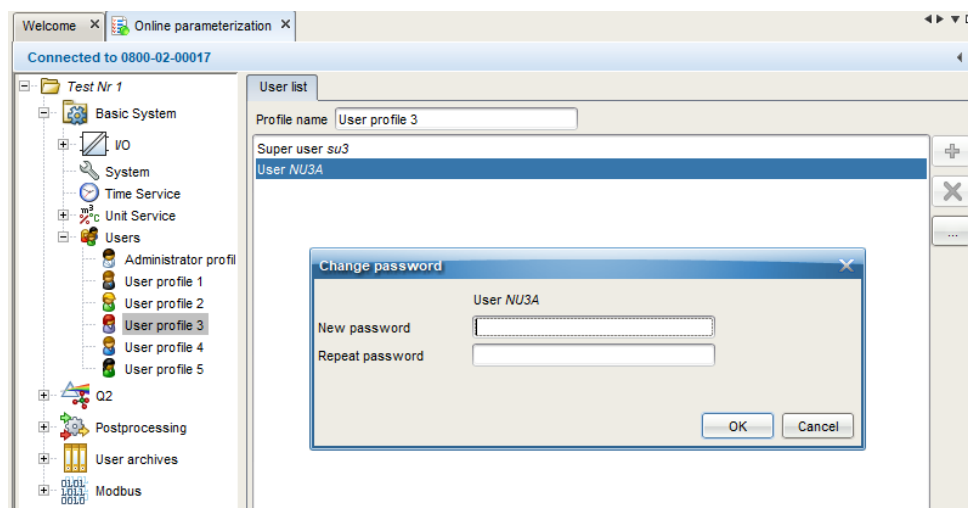 Welcome
Online parameterization
Connected to 0800-02-00017
Test Nr 1
Basic System
I/O
System
Time Service
Unit Service
Users
Administrator profil
User profile 1
User profile 2
User profile 3
User profile 4
User profile 5
Q2
Postprocessing
User archives
Modbus
User list
Profile name User profile 3
Super user su3
User NU3A
...
Change password
User NU3A
New password
Repeat password
OK Cancel